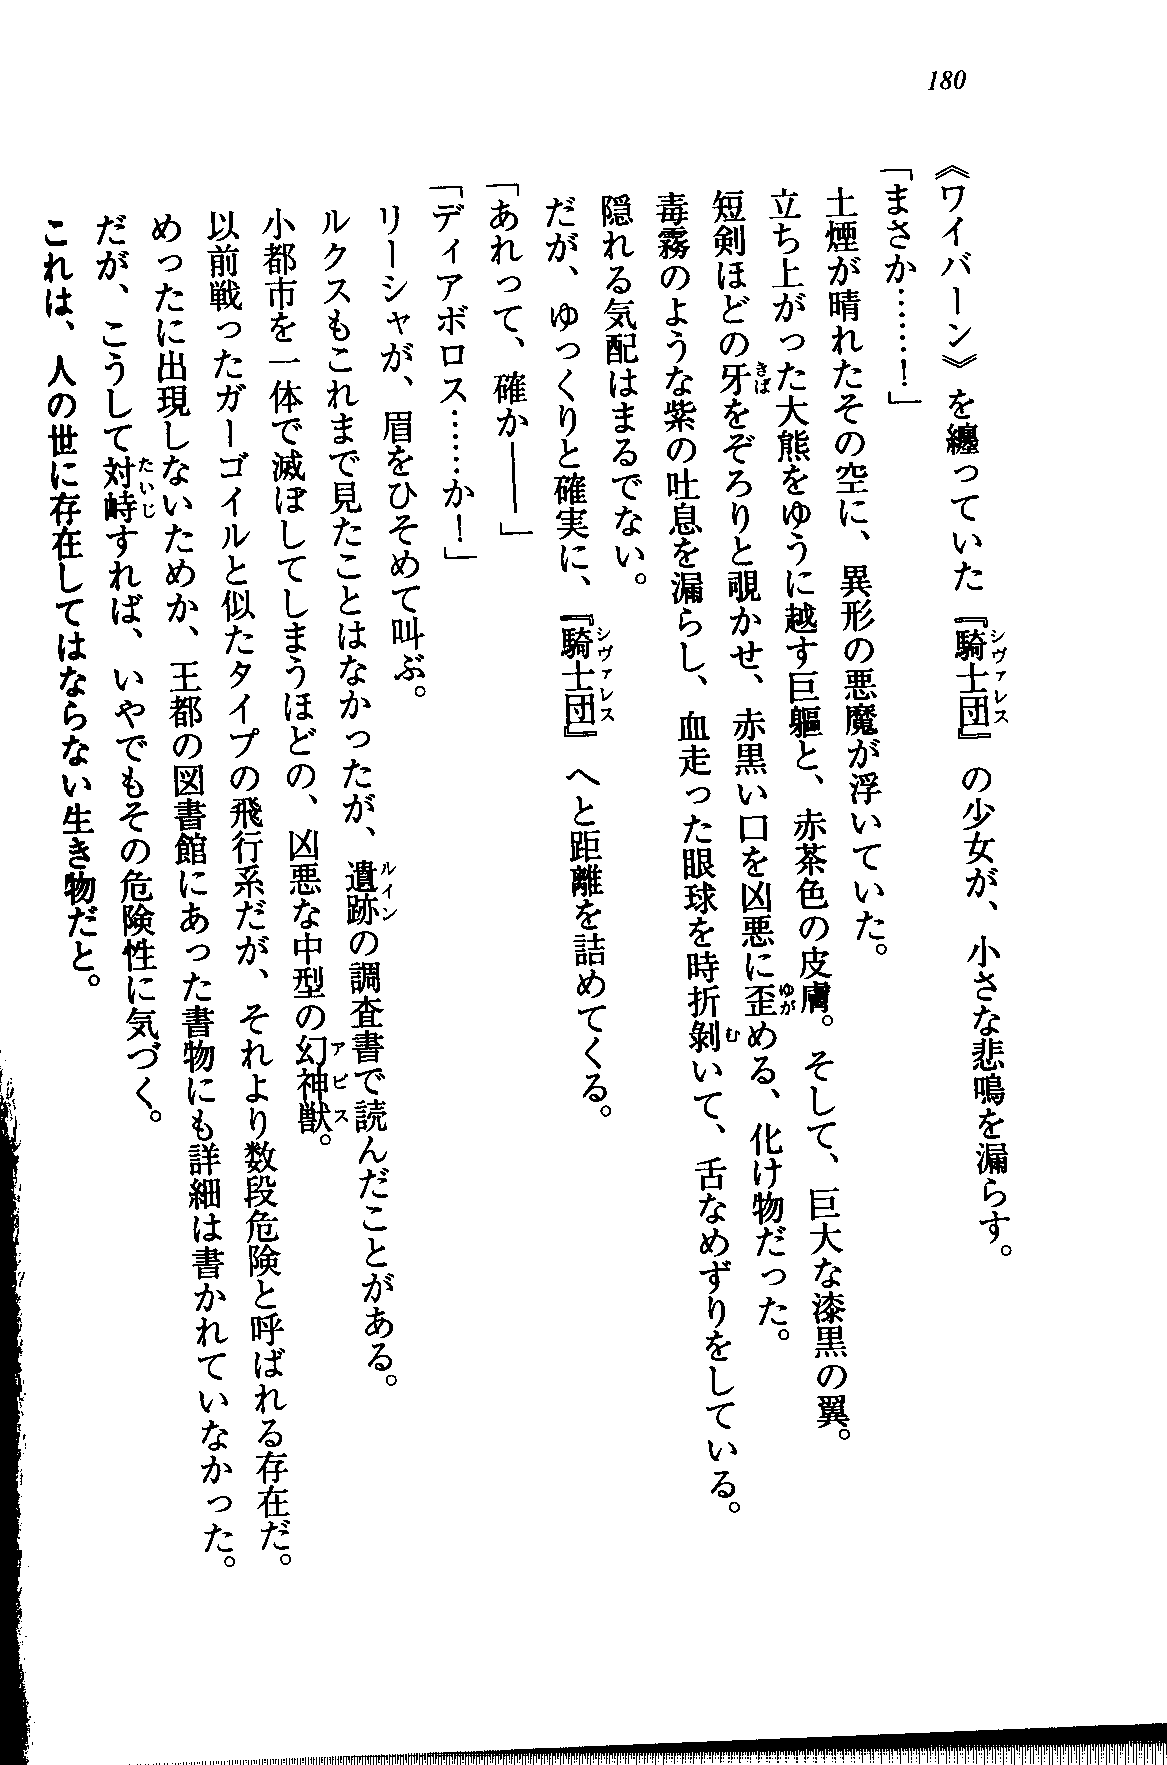 180
《ワイバーン》を纏っていた『騎士団』の少女が、小さな悲鳴を漏らす。
シヴァレス
「まさか……！」
土煙が晴れたその空に、異形の悪魔が浮いていた。
立ち上がった大熊をゆうに越す巨軀と、赤茶色の皮膚。そして、巨大な漆黒の翼。
短剣ほどの牙をぞろりと覗かせ、赤黒い口を凶悪に歪める、化け物だった。
きば
ゆが
毒霧のような紫の吐息を漏らし、血走った眼球を時折剝いて、舌なめずりをしている。
む
隠れる気配はまるでない。
だが、ゆっくりと確実に、『騎士団』へと距離を詰めてくる。
シヴァレス
「あれって、確か――」
「ディアボロス……か！」
リーシャが、眉をひそめて叫ぶ。
ルクスもこれまで見たことはなかったが、遺跡の調査書で読んだことがある。
ルイン
小都市を一体で滅ぼしてしまうほどの、凶悪な中型の幻神獣。
アビス
以前戦ったガーゴイルと似たタイプの飛行系だが、それより数段危険と呼ばれる存在だ。
めったに出現しないためか、王都の図書館にあった書物にも詳細は書かれていなかった。
だが、こうして対峙すれば、いやでもその危険性に気づく。
たいじ
これは、人の世に存在してはならない生き物だと。